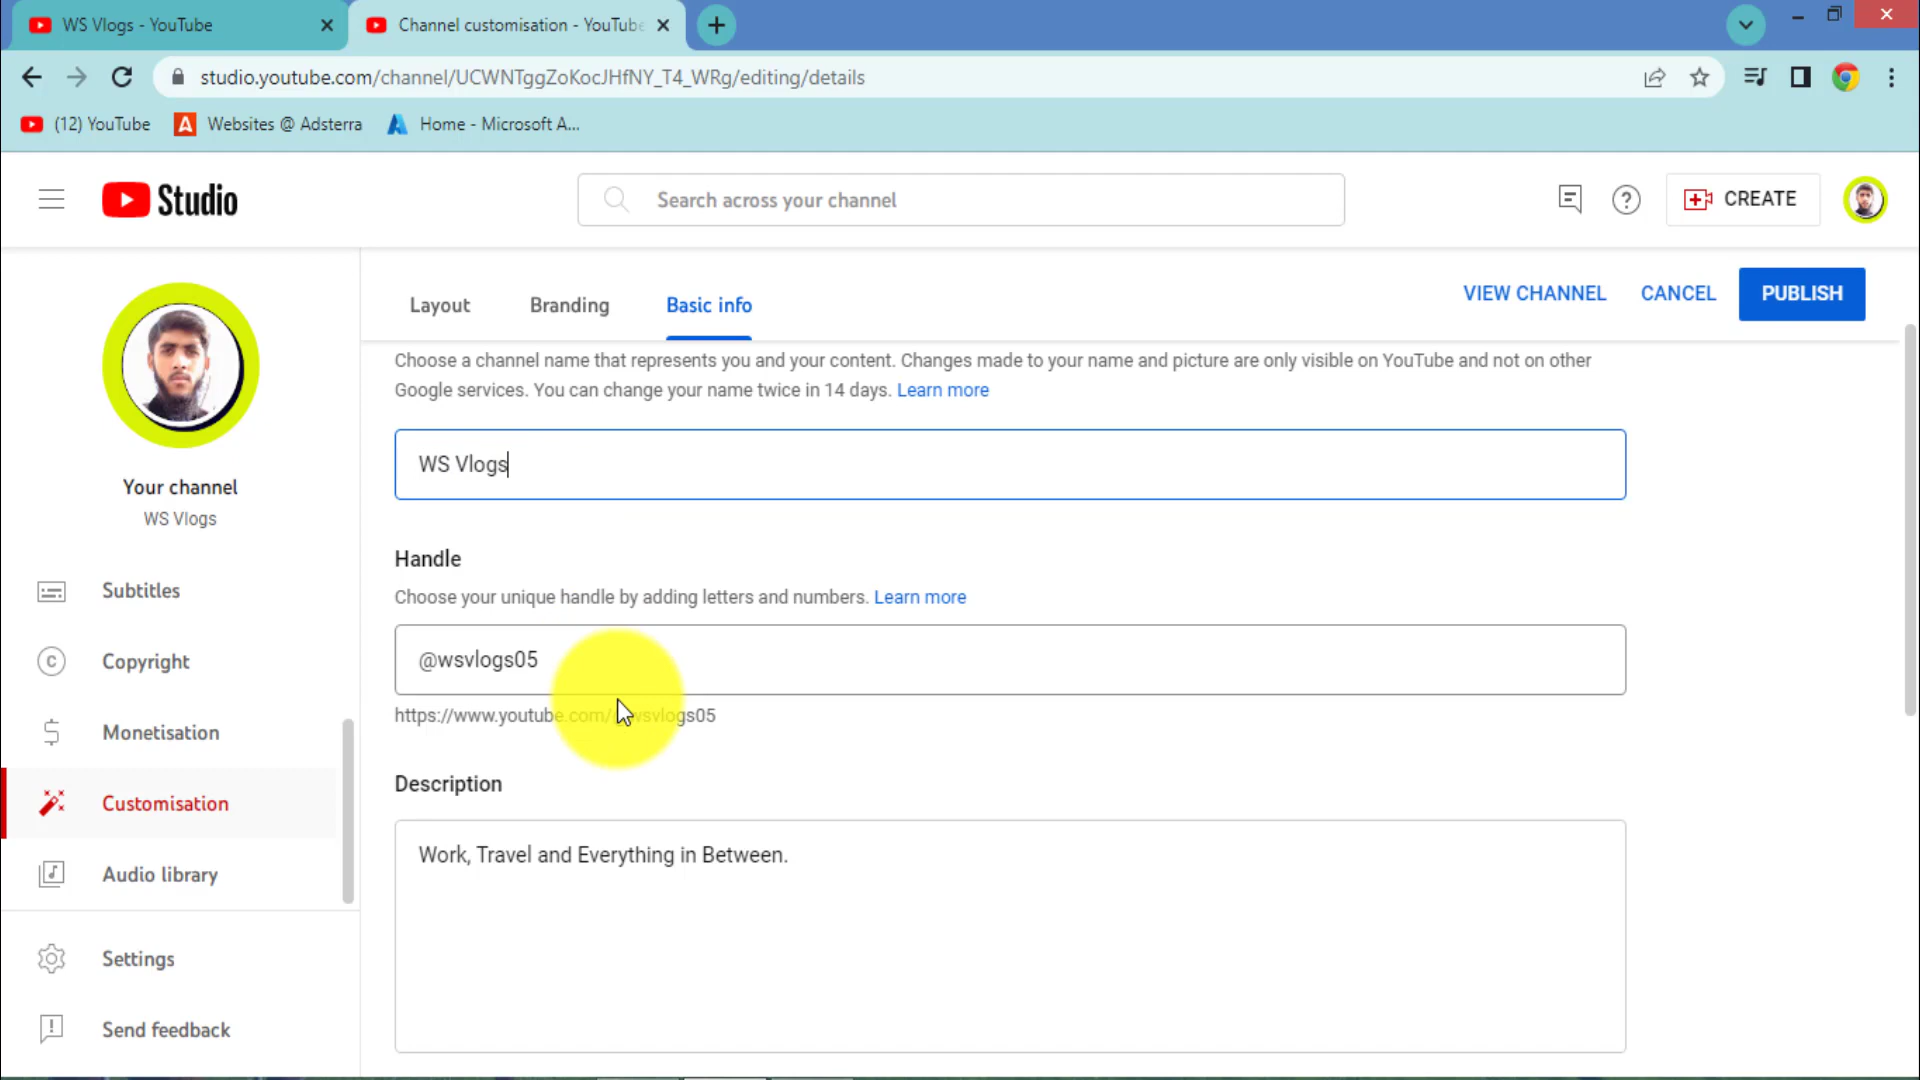 WS Vlogs - YouTube
Channel customisation - YouTube
studio.youtube.com/channel/UCWNTggZoKocJHfNY_T4_WRg/editing/details
(12) YouTube
Websites @ Adsterra
Home - Microsoft A...
Studio
Search across your channel
CREATE
Your channel
WS Vlogs
Subtitles
Copyright
Monetisation
Customisation
Audio library
Settings
Send feedback
Layout
Branding
Basic info
VIEW CHANNEL
CANCEL
PUBLISH
Choose a channel name that represents you and your content. Changes made to your name and picture are only visible on YouTube and not on other
Google services. You can change your name twice in 14 days. Learn more
WS Vlogs
Handle
Choose your unique handle by adding letters and numbers. Learn more
@wsvlogs05
https://www.youtube.com/@wsvlogs05
Description
Work, Travel and Everything in Between.